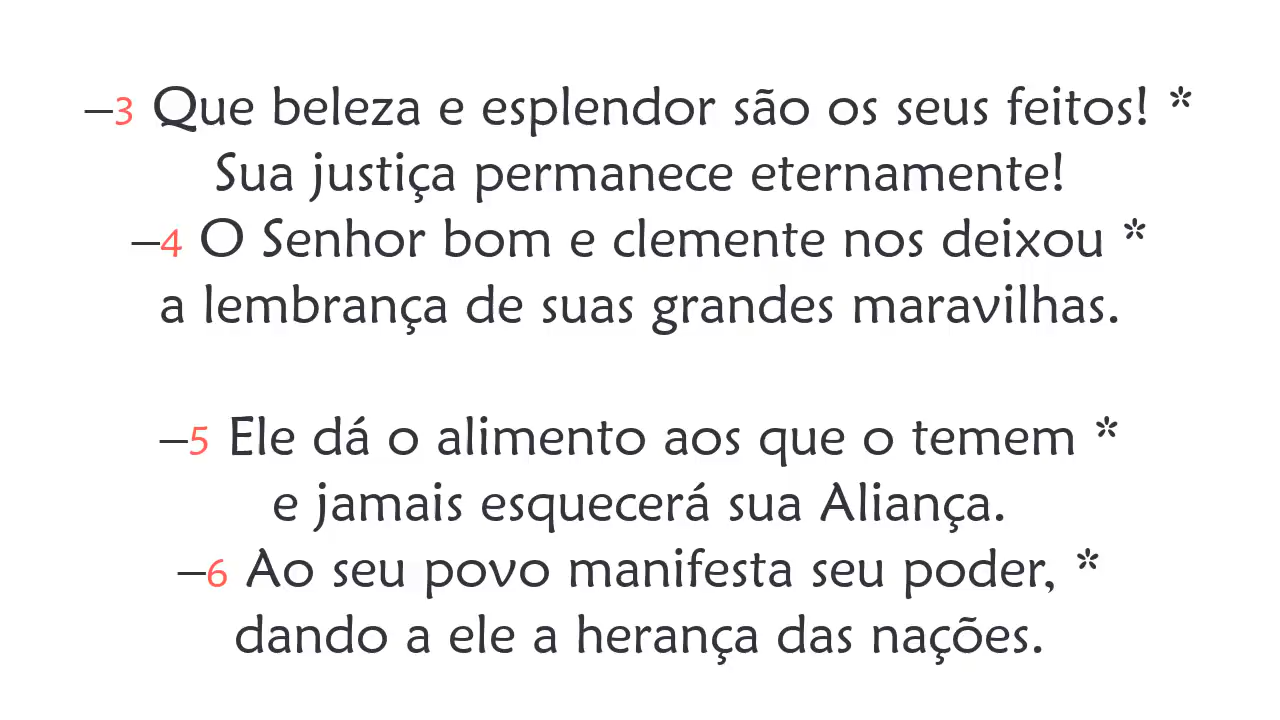 –3 Que beleza e esplendor são os seus feitos! *
Sua justiça permanece eternamente!
–4 O Senhor bom e clemente nos deixou *
a lembrança de suas grandes maravilhas.
–5 Ele dá o alimento aos que o temem *
e jamais esquecerá sua Aliança.
–6 Ao seu povo manifesta seu poder, *
dando a ele a herança das nações.